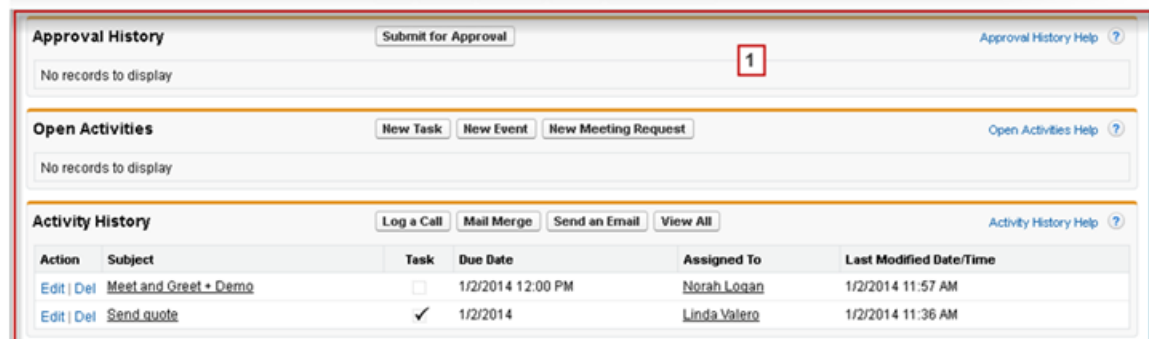 Approval History Submit for Approval Approval History Help ?
1
No records to display
Open Activities New Task New Event New Meeting Request Open Activities Help ?
No records to display
Activity History Log a Call Mail Merge Send an Email View All Activity History Help ?
Action Subject Task Due Date Assigned To Last Modified Date/Time
Edit | Del Meet and Greet + Demo 1/2/2014 12:00 PM Norah Logan 1/2/2014 11:57 AM
Edit | Del Send quote ✓ 1/2/2014 Linda Valero 1/2/2014 11:36 AM